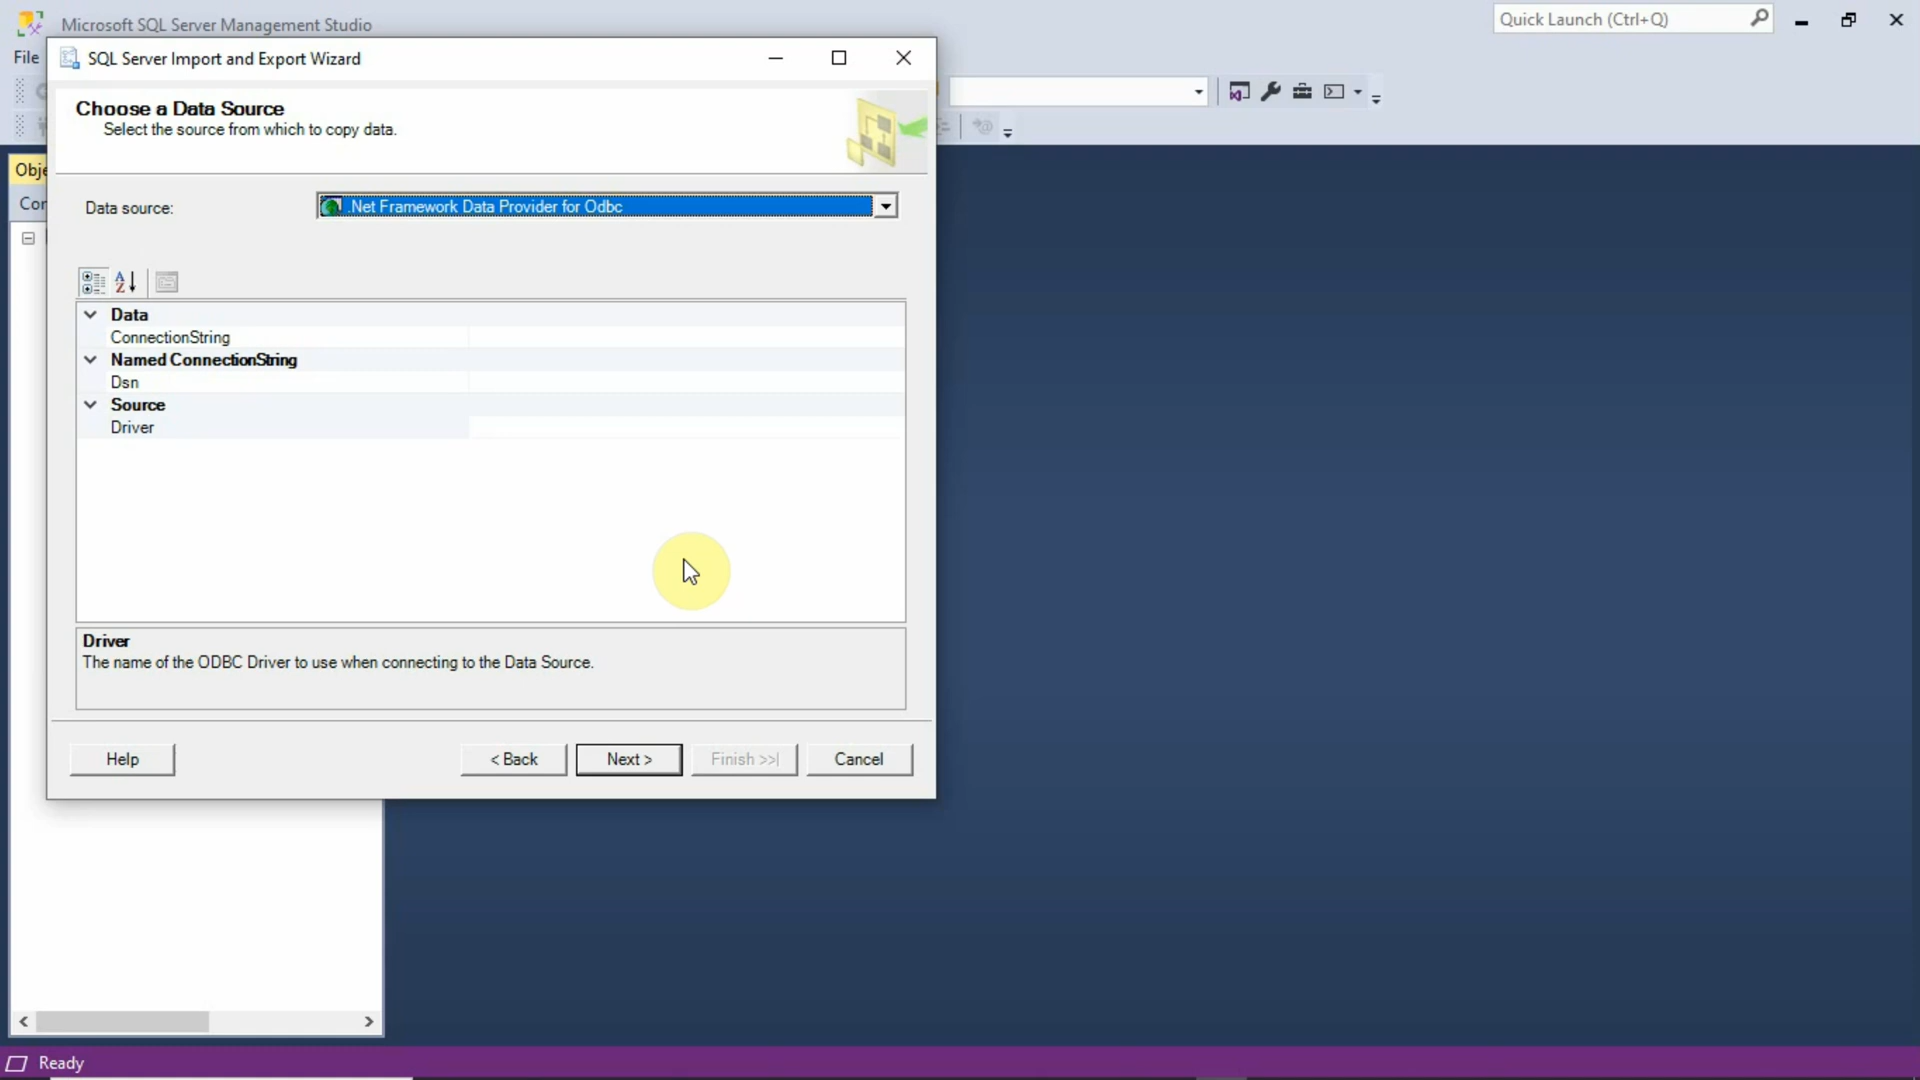 Microsoft SQL Server Management Studio
Quick Launch (Ctrl+Q)
File
SQL Server Import and Export Wizard
Choose a Data Source
Select the source from which to copy data.
Obje
Cor
Data source:
.Net Framework Data Provider for Odbc
Data
ConnectionString
Named ConnectionString
Dsn
Source
Driver
Driver
The name of the ODBC Driver to use when connecting to the Data Source.
Help
< Back
Next >
Finish >>|
Cancel
Ready